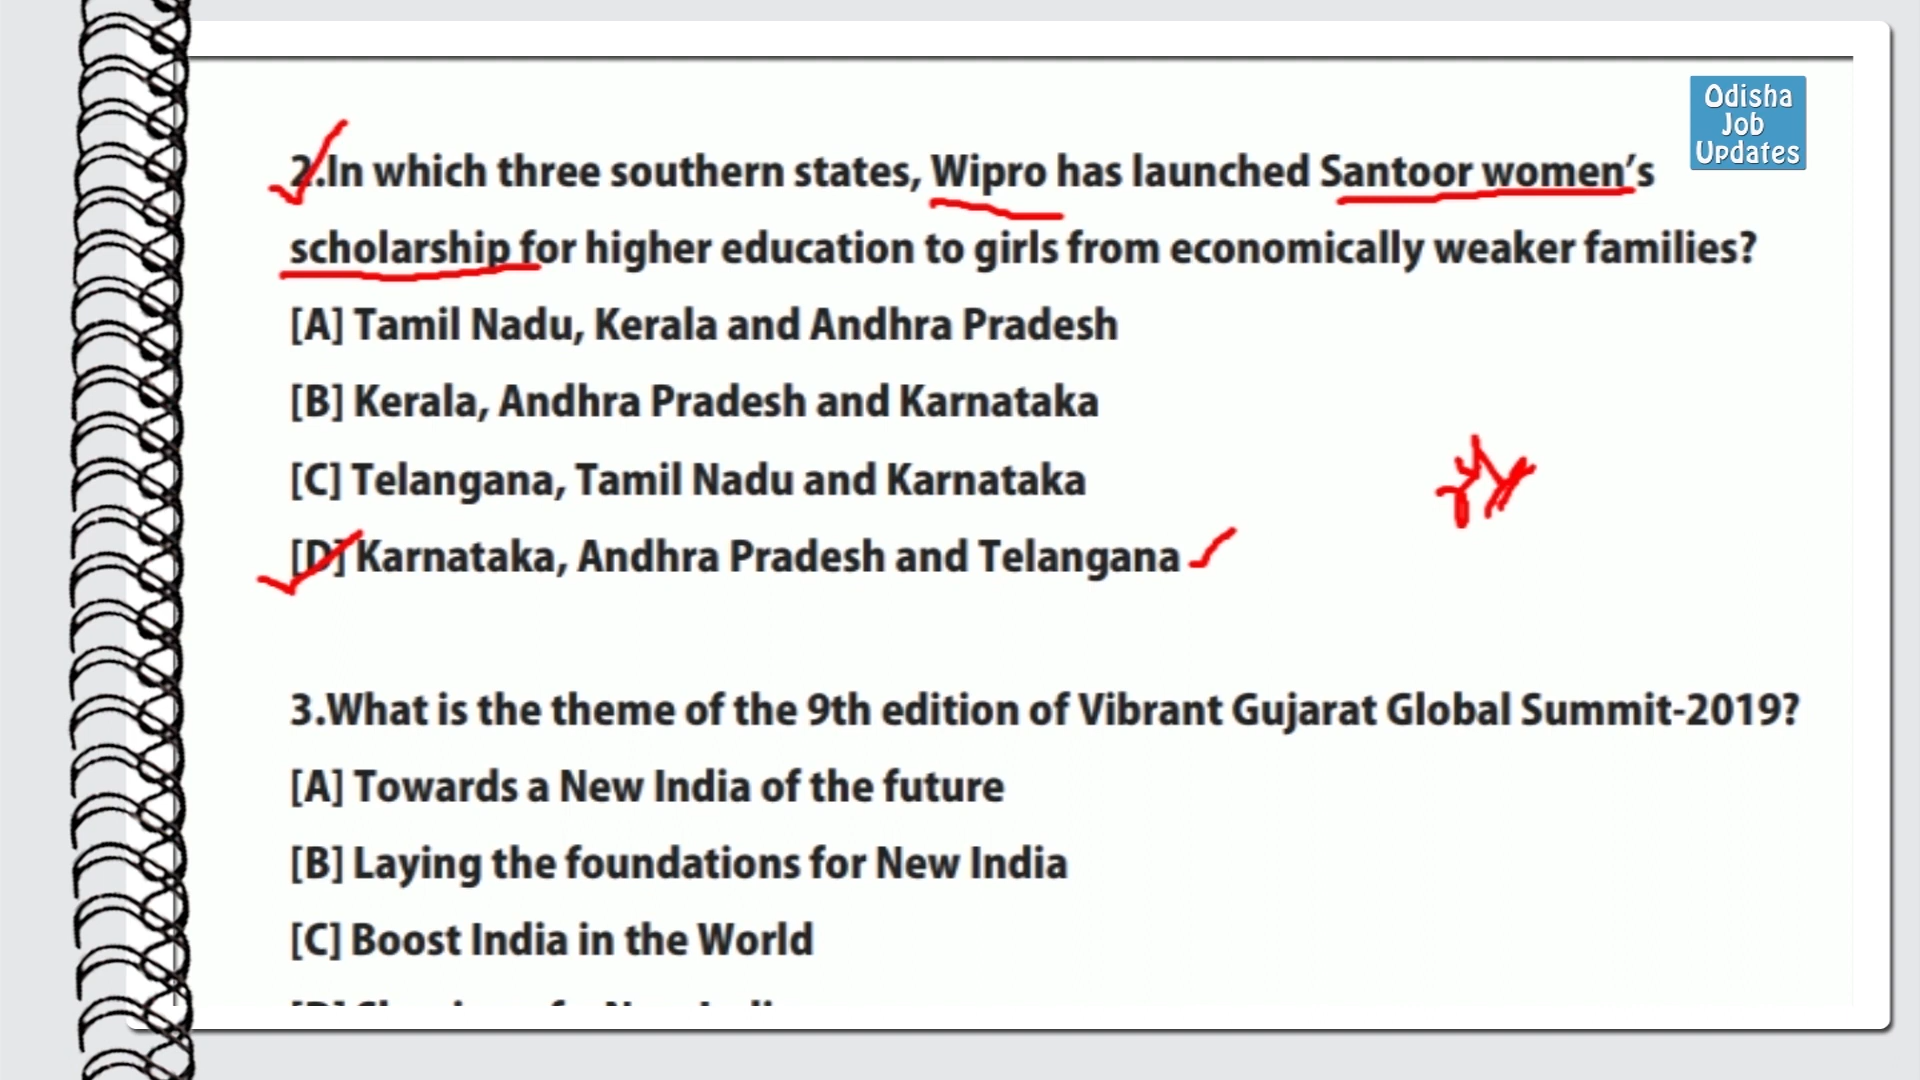 Odisha
Job
Updates
2.In which three southern states, Wipro has launched Santoor women’s
scholarship for higher education to girls from economically weaker families?
[A] Tamil Nadu, Kerala and Andhra Pradesh
[B] Kerala, Andhra Pradesh and Karnataka
[C] Telangana, Tamil Nadu and Karnataka
[D] Karnataka, Andhra Pradesh and Telangana
3.What is the theme of the 9th edition of Vibrant Gujarat Global Summit-2019?
[A] Towards a New India of the future
[B] Laying the foundations for New India
[C] Boost India in the World